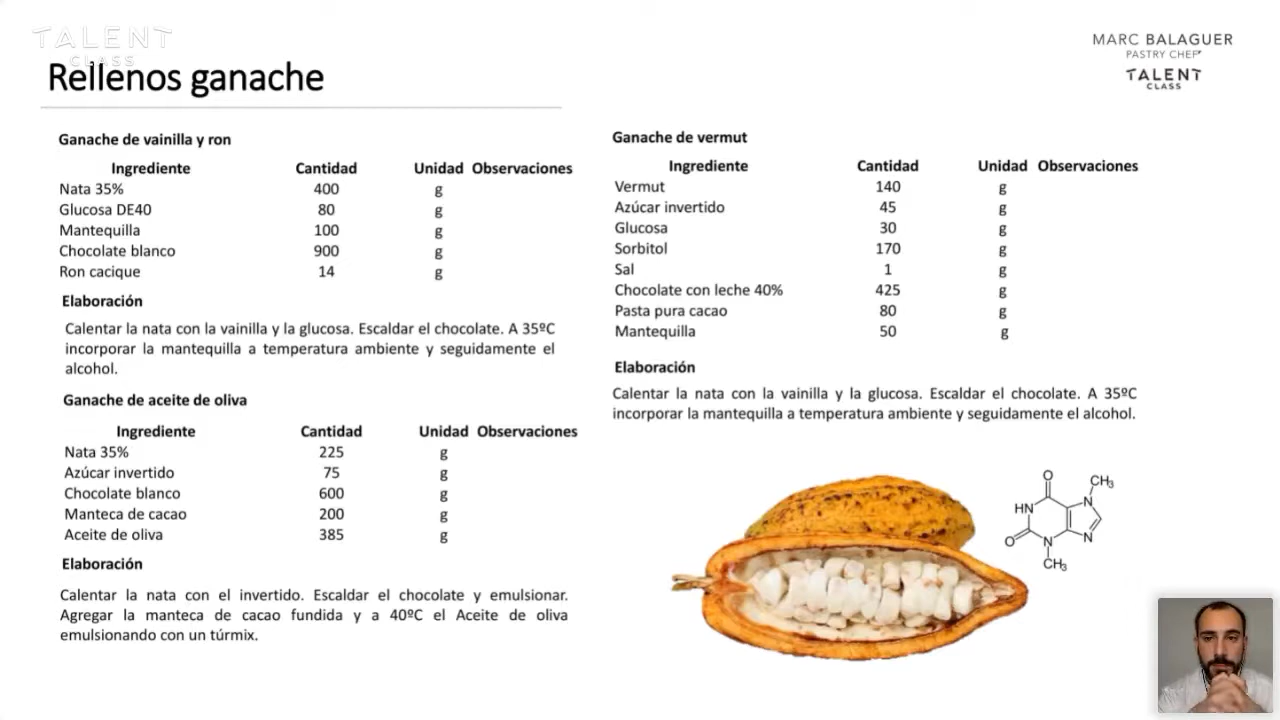 TALENT
CLASS
MARC BALAGUER
PASTRY CHEF
TALENT
CLASS
Rellenos ganache
Ganache de vainilla y ron
Ingrediente Cantidad Unidad Observaciones
Nata 35% 400 g
Glucosa DE40 80 g
Mantequilla 100 g
Chocolate blanco 900 g
Ron cacique 14 g
Elaboración
Calentar la nata con la vainilla y la glucosa. Escaldar el chocolate. A 35ºC
incorporar la mantequilla a temperatura ambiente y seguidamente el
alcohol.
Ganache de aceite de oliva
Ingrediente Cantidad Unidad Observaciones
Nata 35% 225 g
Azúcar invertido 75 g
Chocolate blanco 600 g
Manteca de cacao 200 g
Aceite de oliva 385 g
Elaboración
Calentar la nata con el invertido. Escaldar el chocolate y emulsionar.
Agregar la manteca de cacao fundida y a 40ºC el Aceite de oliva
emulsionando con un túrmix.
Ganache de vermut
Ingrediente Cantidad Unidad Observaciones
Vermut 140 g
Azúcar invertido 45 g
Glucosa 30 g
Sorbitol 170 g
Sal 1 g
Chocolate con leche 40% 425 g
Pasta pura cacao 80 g
Mantequilla 50 g
Elaboración
Calentar la nata con la vainilla y la glucosa. Escaldar el chocolate. A 35ºC
incorporar la mantequilla a temperatura ambiente y seguidamente el alcohol.
O
CH₃
HN
N
O
N
N
CH₃